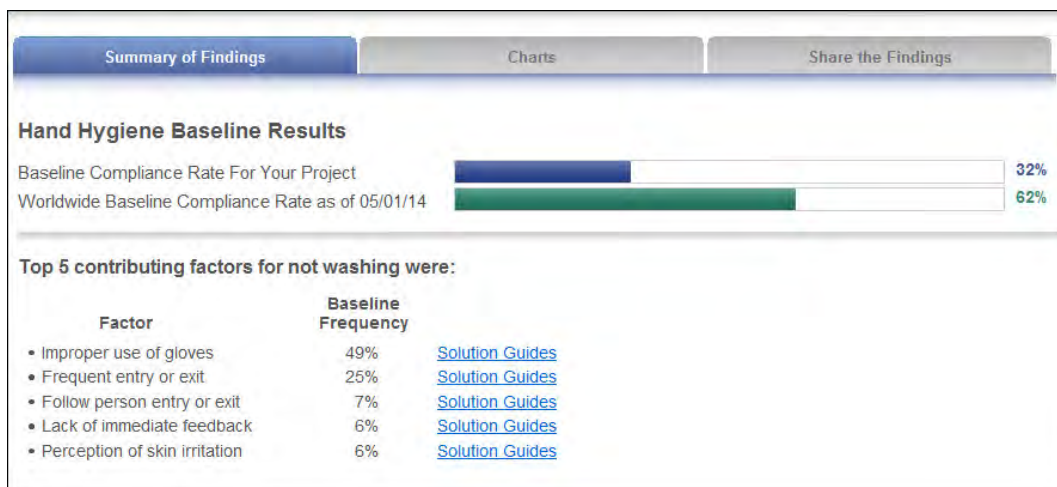 Summary of Findings Charts Share the Findings
Hand Hygiene Baseline Results
Baseline Compliance Rate For Your Project 32%
Worldwide Baseline Compliance Rate as of 05/01/14 62%
Top 5 contributing factors for not washing were:
Baseline
Factor Frequency
• Improper use of gloves 49% Solution Guides
• Frequent entry or exit 25% Solution Guides
• Follow person entry or exit 7% Solution Guides
• Lack of immediate feedback 6% Solution Guides
• Perception of skin irritation 6% Solution Guides